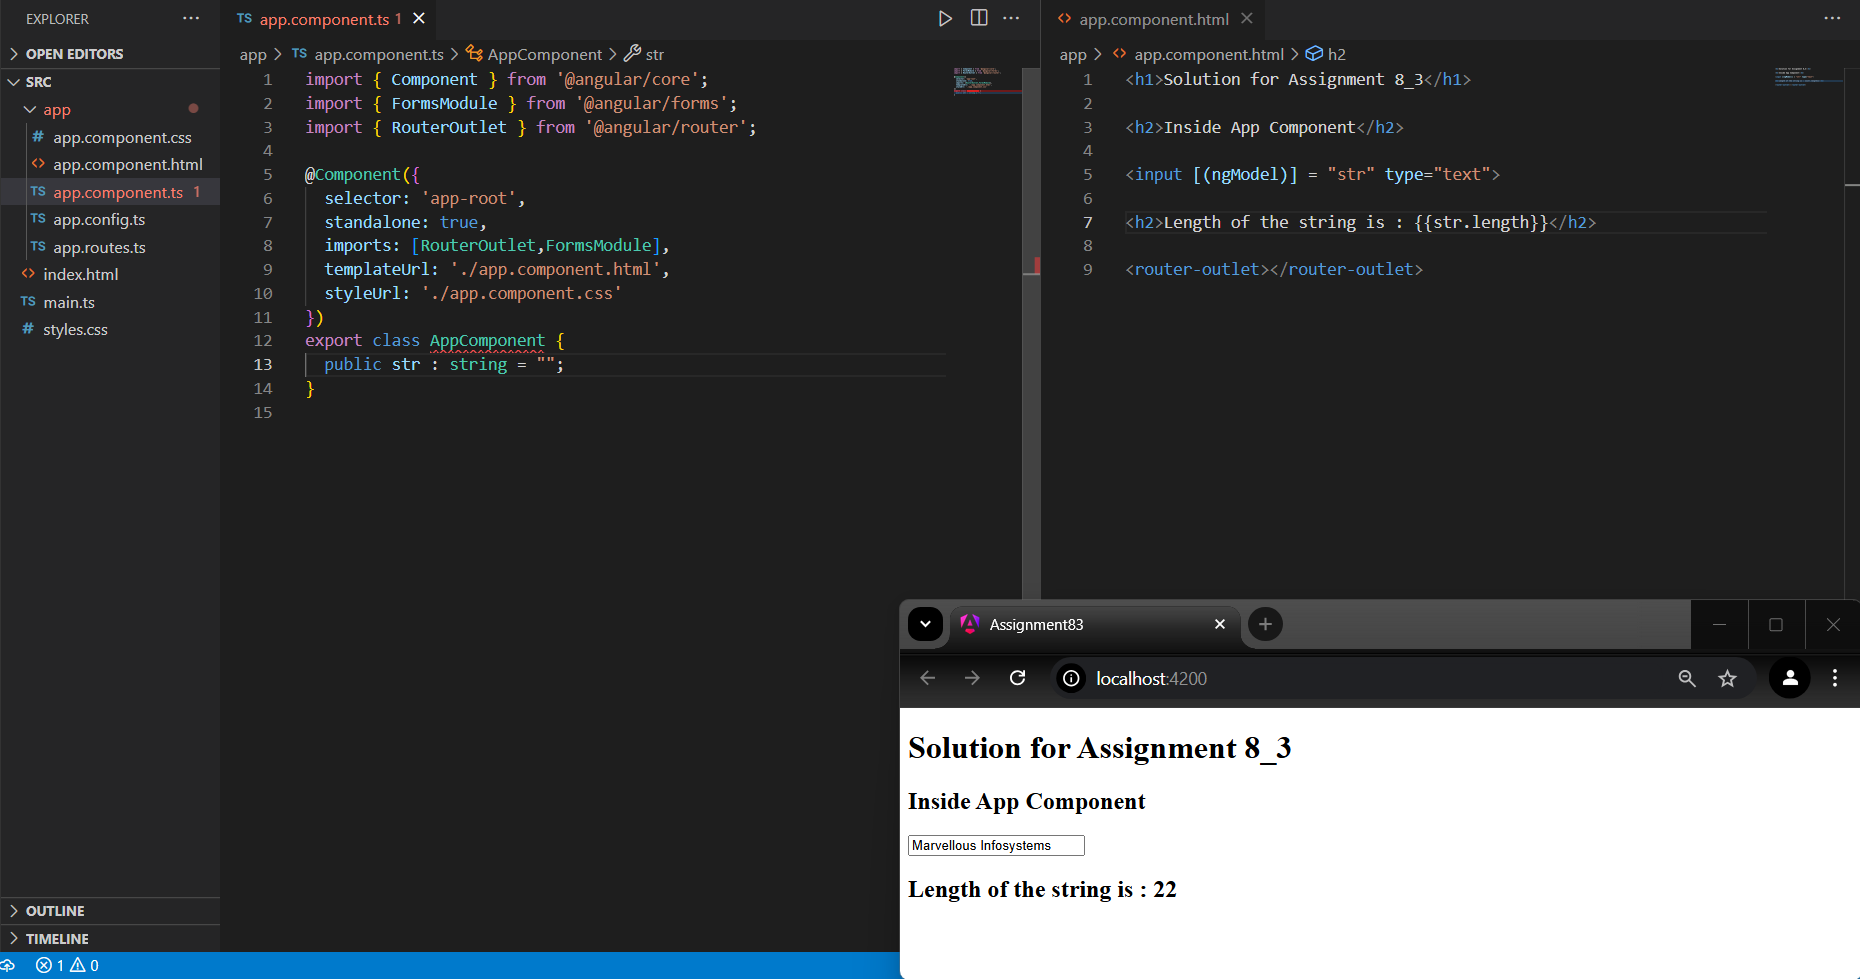 EXPLORER
OPEN EDITORS
SRC
app
# app.component.css
<> app.component.html
TS app.component.ts 1
TS app.config.ts
TS app.routes.ts
<> index.html
TS main.ts
# styles.css
OUTLINE
TIMELINE
1 0
TS app.component.ts 1
app > TS app.component.ts > AppComponent > str
1 import { Component } from '@angular/core';
2 import { FormsModule } from '@angular/forms';
3 import { RouterOutlet } from '@angular/router';
4
5 @Component({
6 selector: 'app-root',
7 standalone: true,
8 imports: [RouterOutlet,FormsModule],
9 templateUrl: './app.component.html',
10 styleUrl: './app.component.css'
11 })
12 export class AppComponent {
13 public str : string = "";
14 }
15
<> app.component.html
app > <> app.component.html > h2
1 <h1>Solution for Assignment 8_3</h1>
2
3 <h2>Inside App Component</h2>
4
5 <input [(ngModel)] = "str" type="text">
6
7 <h2>Length of the string is : {{str.length}}</h2>
8
9 <router-outlet></router-outlet>
Assignment83
localhost:4200
Solution for Assignment 8_3
Inside App Component
Marvellous Infosystems
Length of the string is : 22